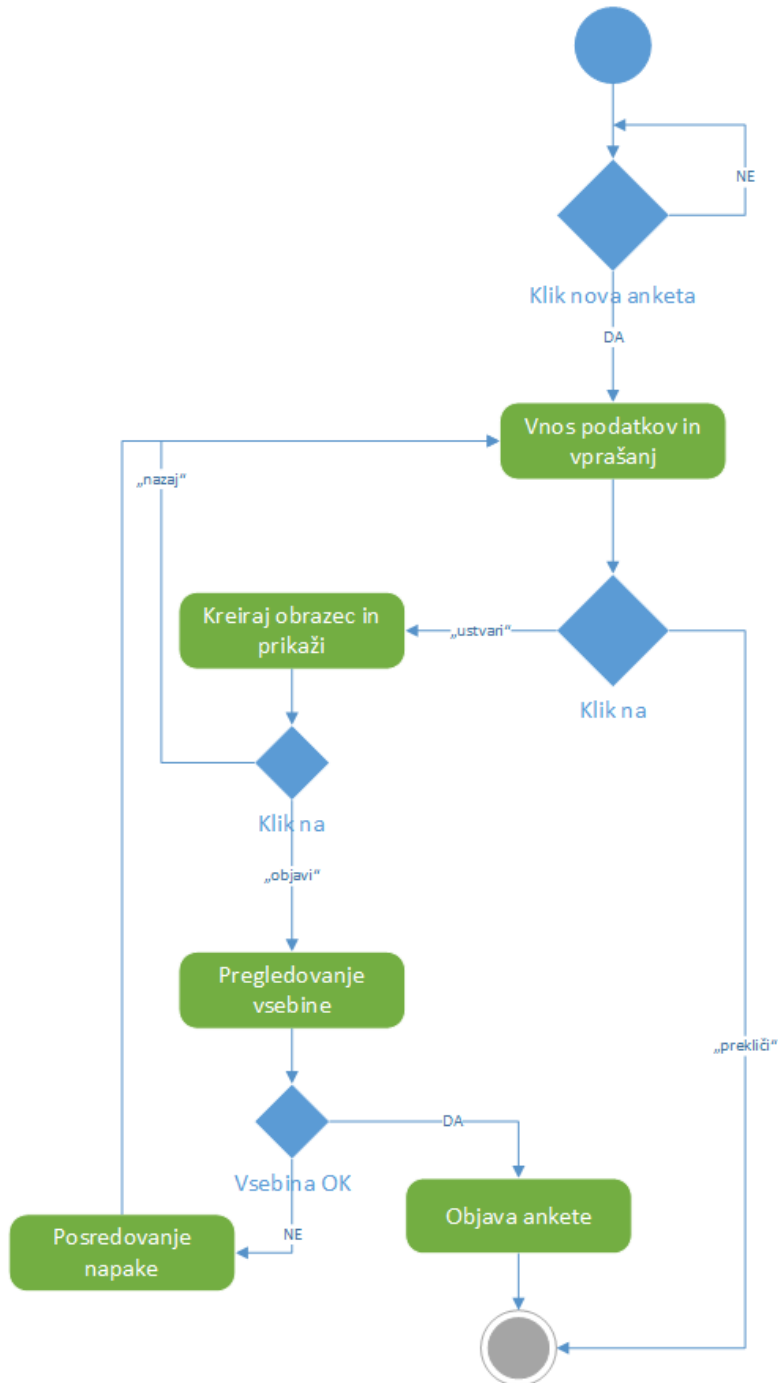 NE
Klik nova anketa
DA
Vnos podatkov in
vprašanj
„nazaj“
Kreiraj obrazec in
prikaži
„ustvari“
Klik na
Klik na
„objavi“
Pregledovanje
vsebine
„prekliči“
DA
Vsebina OK
Objava ankete
NE
Posredovanje
napake